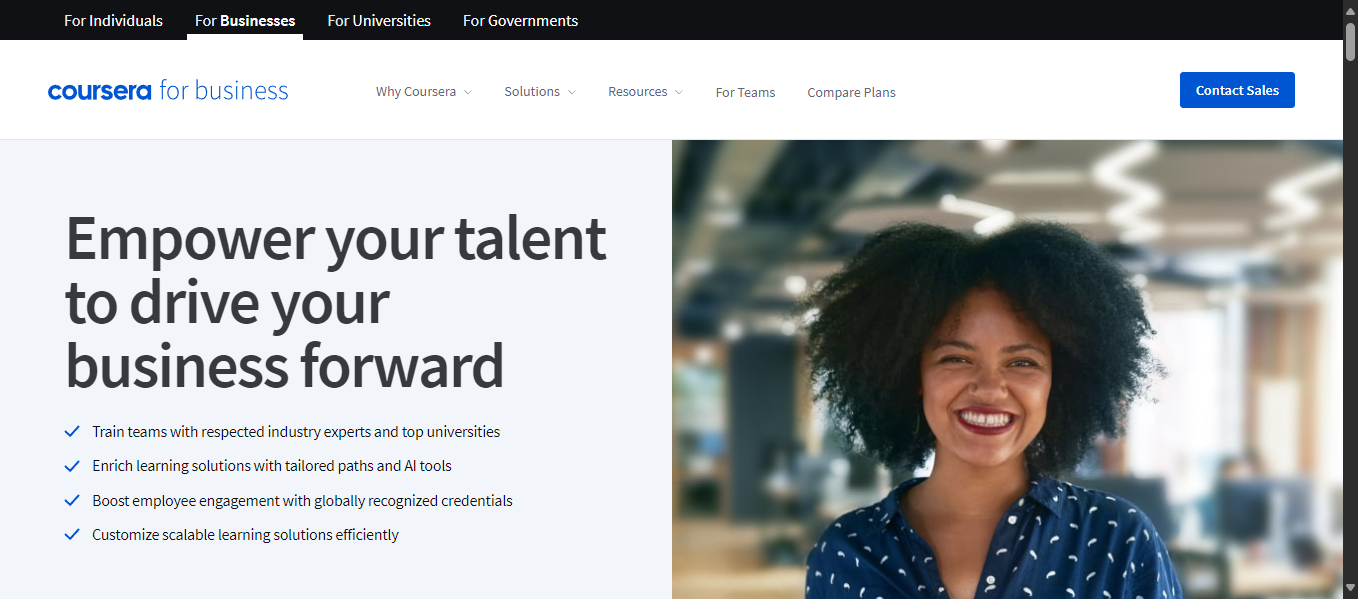 For Individuals For Businesses For Universities For Governments
coursera for business Why Coursera Solutions Resources For Teams Compare Plans Contact Sales
Empower your talent
to drive your
business forward
Train teams with respected industry experts and top universities
Enrich learning solutions with tailored paths and AI tools
Boost employee engagement with globally recognized credentials
Customize scalable learning solutions efficiently